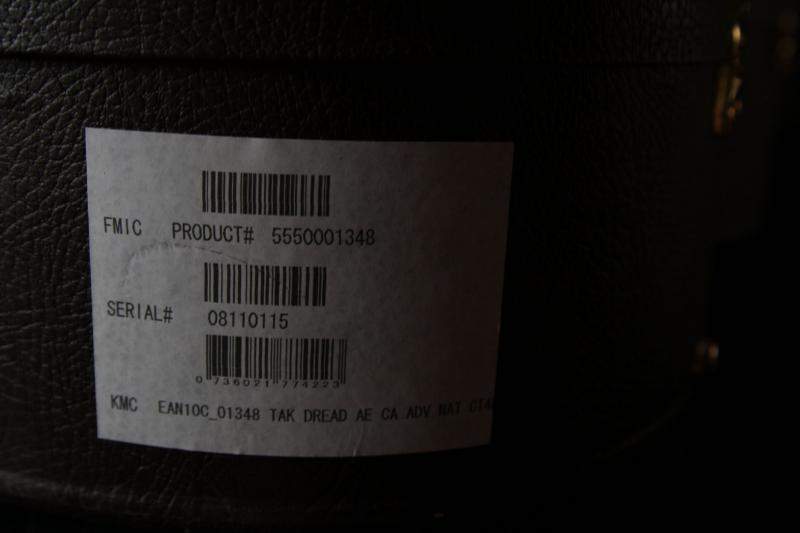 FMIC PRODUCT# 5550001348
SERIAL# 08110115
0 736021 774223
KMC EAN10C_01348 TAK DREAD AE CA ADV NAT